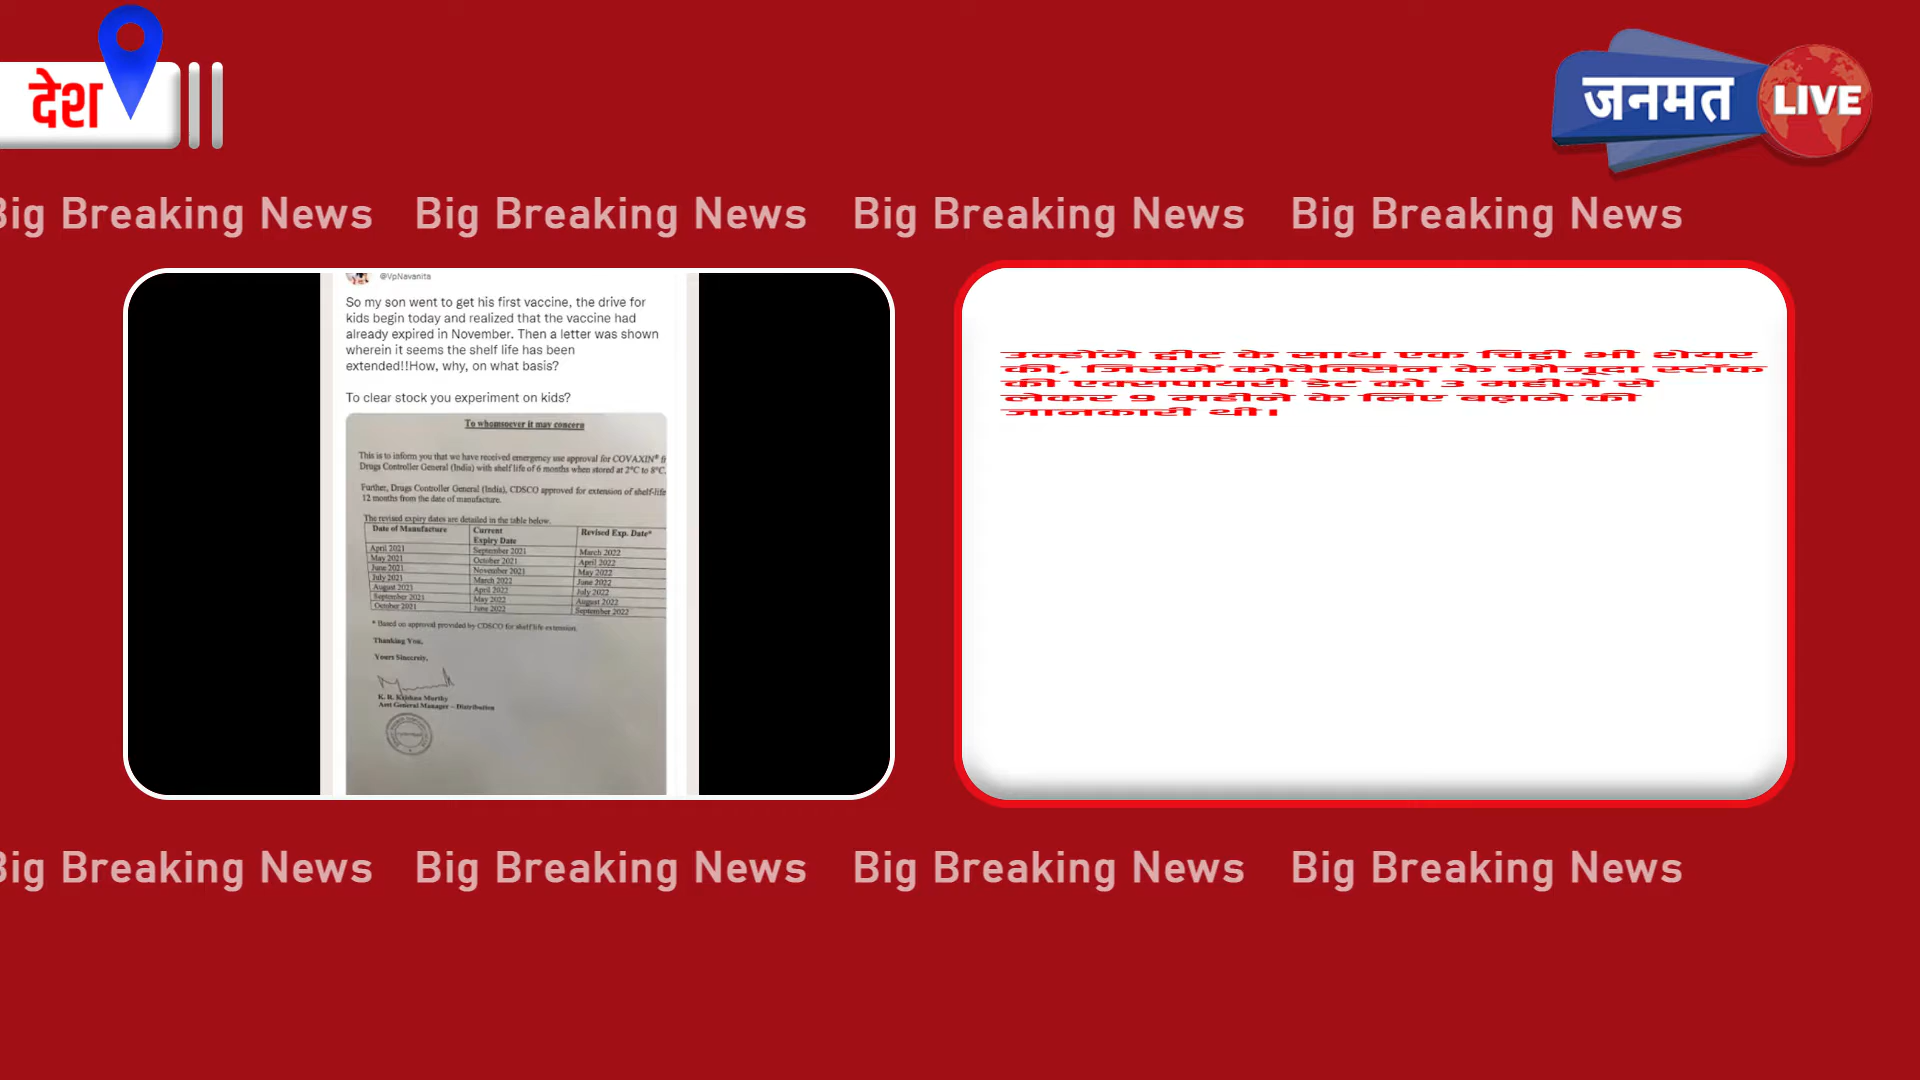 देश
जनमत LIVE
Big Breaking News Big Breaking News Big Breaking News Big Breaking News
@VpNavanita
So my son went to get his first vaccine, the drive for
kids begin today and realized that the vaccine had
already expired in November. Then a letter was shown
wherein it seems the shelf life has been
extended!!How, why, on what basis?
To clear stock you experiment on kids?
To whomsoever it may concern
This is to inform you that we have received emergency use approval for COVAXIN®
Drugs Controller General (India) with shelf life of 6 months when stored at 2°C to 8°C.
Further, Drugs Controller General (India), CDSCO approved for extension of shelf-life
12 months from the date of manufacture.
The revised expiry dates are detailed in the table below.
Date of Manufacture Current Expiry Date Revised Exp. Date*
April 2021 September 2021 March 2022
May 2021 October 2021 April 2022
June 2021 November 2021 May 2022
July 2021 March 2022 June 2022
August 2021 April 2022 July 2022
September 2021 May 2022 August 2022
October 2021 June 2022 September 2022
* Based on approval provided by CDSCO for shelf life extension.
Thanking You,
Yours Sincerely,
K. R. Krishna Murthy
Asst General Manager – Distribution
उन्होंने ट्वीट के साथ एक चिट्ठी भी शेयर
की, जिसमें कोवैक्सिन के मौजूदा स्टॉक
की एक्सपायरी डेट को 3 महीने से
लेकर 9 महीने के लिए बढ़ाने की
जानकारी थी।
Big Breaking News Big Breaking News Big Breaking News Big Breaking News